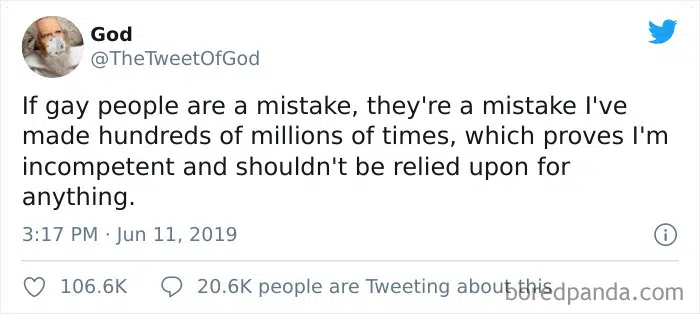 God
@TheTweetOfGod
If gay people are a mistake, they're a mistake I've
made hundreds of millions of times, which proves I'm
incompetent and shouldn't be relied upon for
anything.
3:17 PM · Jun 11, 2019
106.6K 20.6K people are Tweeting about this
boredpanda.com